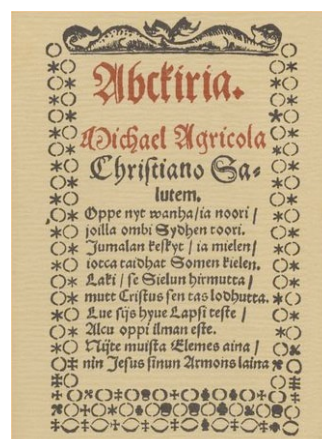 Abckiria.
Michael Agricola
Christiano Sa-
lutem.
Oppe nyt wanha/ia noori/
joilla ombi Sydhen toori.
Jumalan keskyt/ia mielen/
iotca taidhat Somen kielen.
Laki/se Sielun hirmutta/
mutt Cristus sen tas lodhutta.
Lue sijs hyue Lapsi teste/
Alcu oppi ilman este.
Nijte muista Elemes aina/
nin Jesus sinun Armons laina